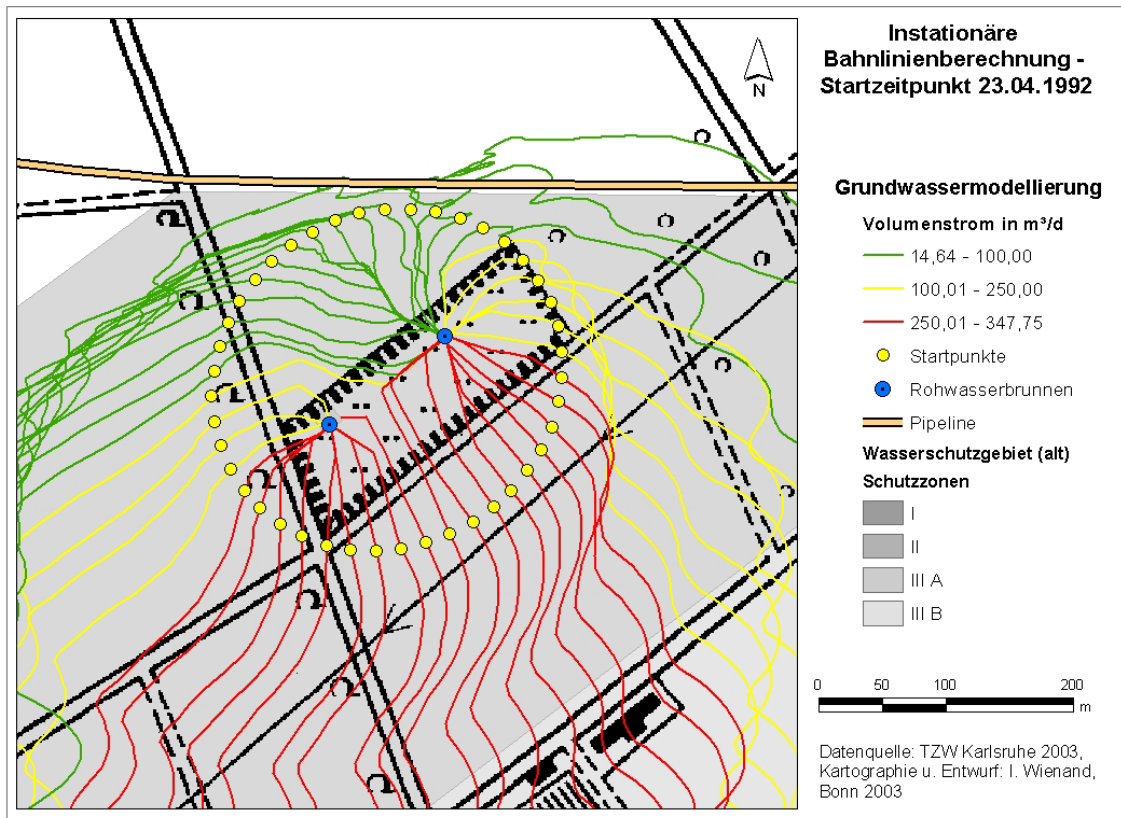 Instationäre
Bahnlinienberechnung -
Startzeitpunkt 23.04.1992
N
Grundwassermodellierung
Volumenstrom in m³/d
14,64 - 100,00
100,01 - 250,00
250,01 - 347,75
Startpunkte
Rohwasserbrunnen
Pipeline
Wasserschutzgebiet (alt)
Schutzzonen
I
II
III A
III B
0 50 100 200
m
Datenquelle: TZW Karlsruhe 2003,
Kartographie u. Entwurf: I. Wienand,
Bonn 2003